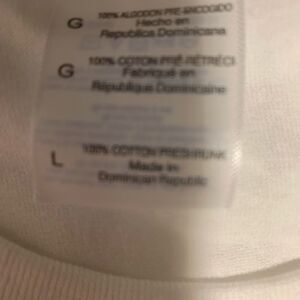 100% ALGODON PRE-ENCOGIDO
G Hecho en
Republica Dominicana
100% COTON PRÉ-RÉTRÉCI
G Fabriqué en
République Dominicaine
100% COTTON PRESHRUNK
L Made in
Dominican Republic